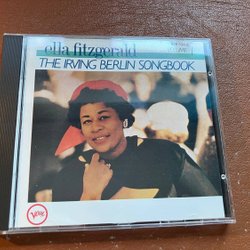 ella fitzgerald
THE IRVING BERLIN SONGBOOK
Verve